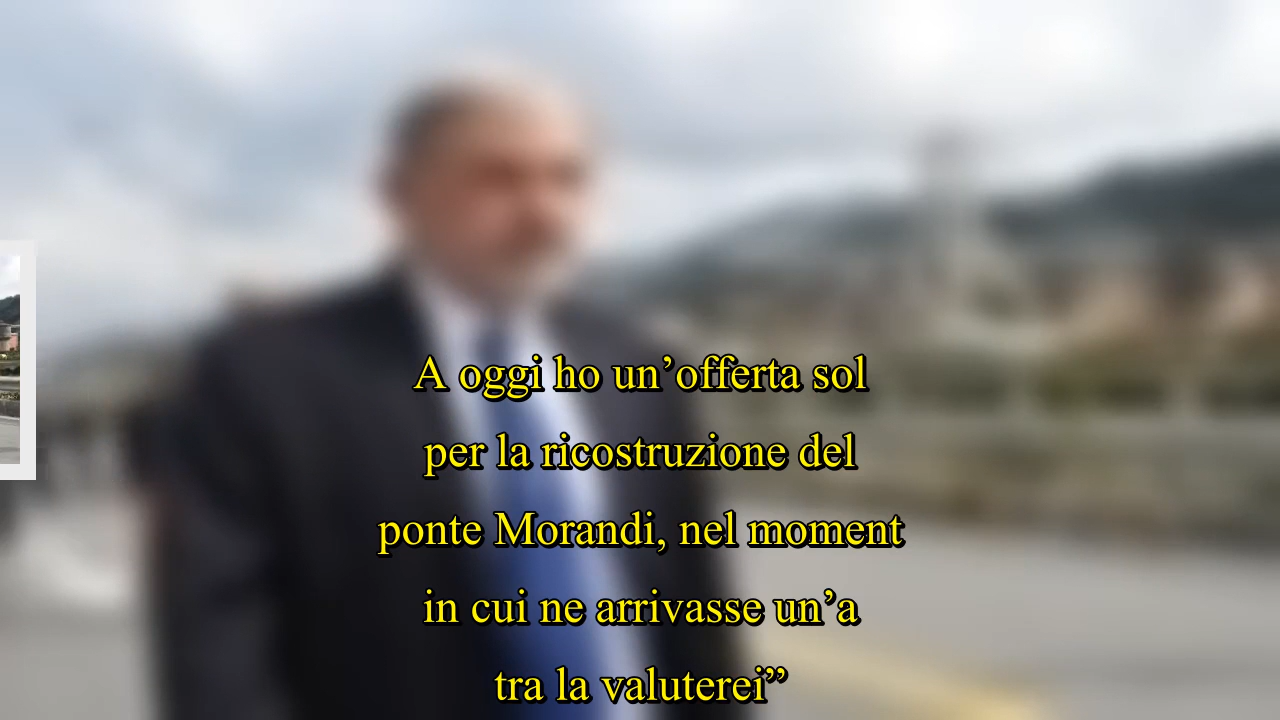 A oggi ho un’offerta sol
per la ricostruzione del
ponte Morandi, nel moment
in cui ne arrivasse un’a
tra la valuterei”